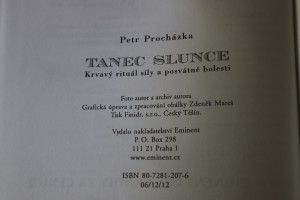 Petr Procházka
TANEC SLUNCE
Krvavý rituál síly a posvátné bolesti
Foto autor a archiv autora
Grafická úprava a zpracování obálky Zdeněk Mareš
Tisk Finidr, s.r.o., Český Těšín.
Vydalo nakladatelství Eminent
P. O. Box 298
111 21 Praha 1
www.eminent.cz
ISBN 80-7281-207-6
06/12/12